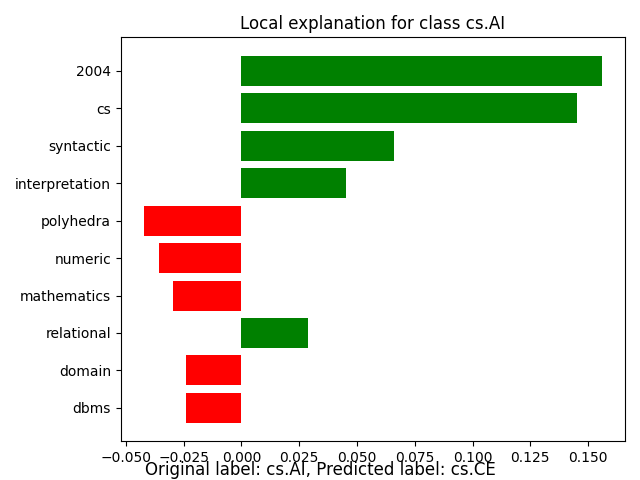 Local explanation for class cs.AI
2004
cs
syntactic
interpretation
polyhedra
numeric
mathematics
relational
domain
dbms
−0.050 −0.025 0.000 0.025 0.050 0.075 0.100 0.125 0.150
Original label: cs.AI, Predicted label: cs.CE